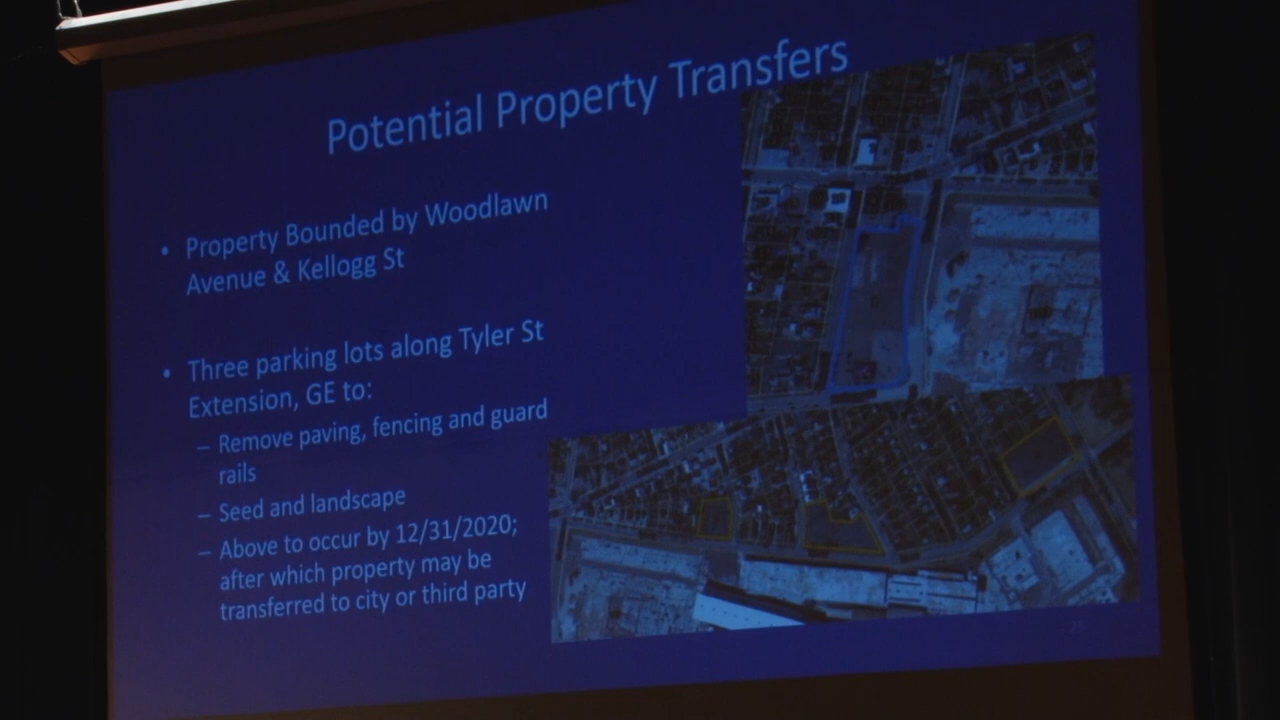 Potential Property Transfers
• Property Bounded by Woodlawn
Avenue & Kellogg St
• Three parking lots along Tyler St
Extension, GE to:
– Remove paving, fencing and guard
rails
– Seed and landscape
– Above to occur by 12/31/2020;
after which property may be
transferred to city or third party